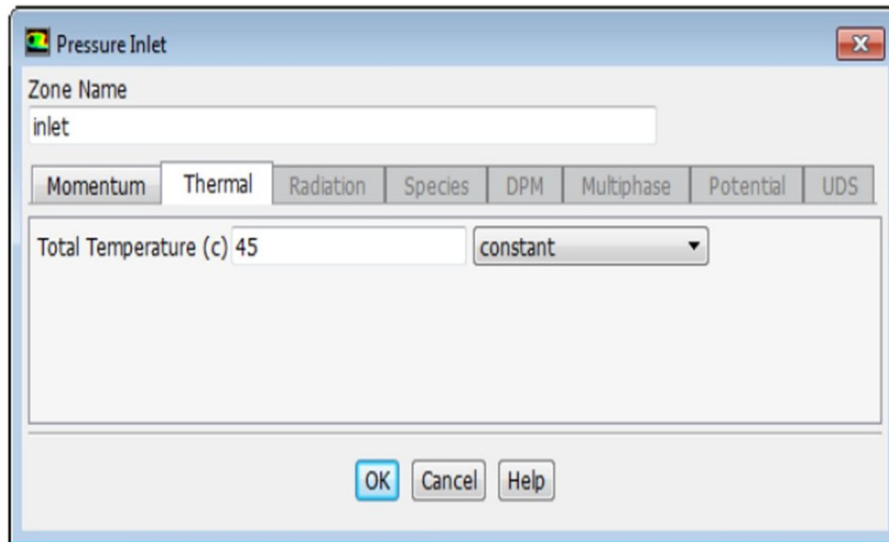 Pressure Inlet
Zone Name
inlet
Momentum Thermal Radiation Species DPM Multiphase Potential UDS
Total Temperature (c) 45 constant
OK Cancel Help